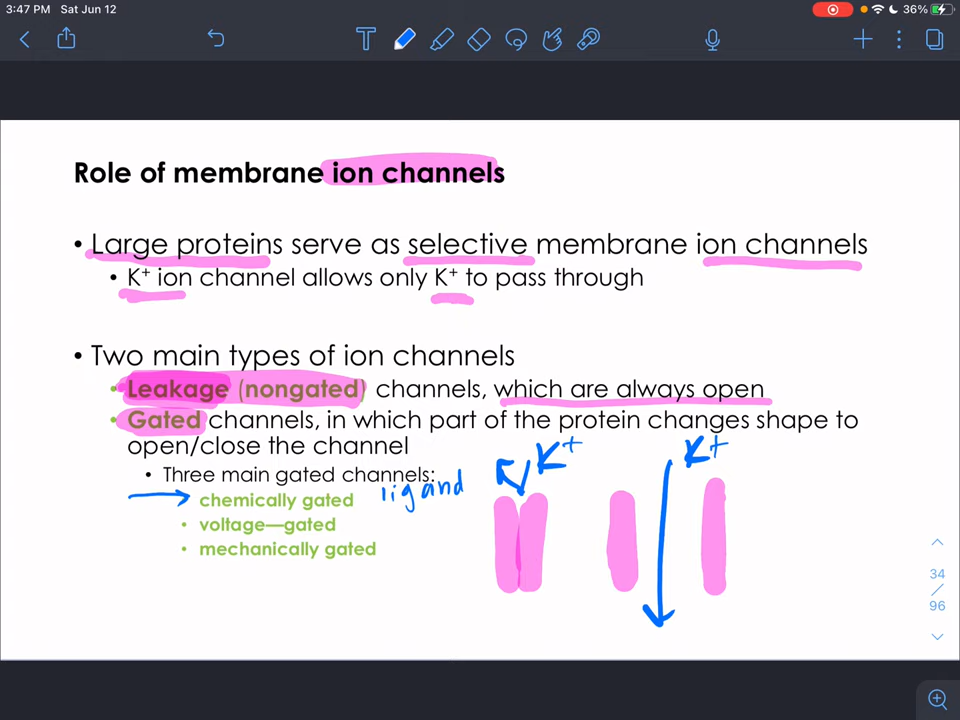 3:47 PM Sat Jun 12
36%
Role of membrane ion channels
• Large proteins serve as selective membrane ion channels
• K+ ion channel allows only K+ to pass through
• Two main types of ion channels
• Leakage (nongated) channels, which are always open
• Gated channels, in which part of the protein changes shape to
open/close the channel
K+
K+
• Three main gated channels:
chemically gated
ligand
• voltage—gated
• mechanically gated
34
/
96